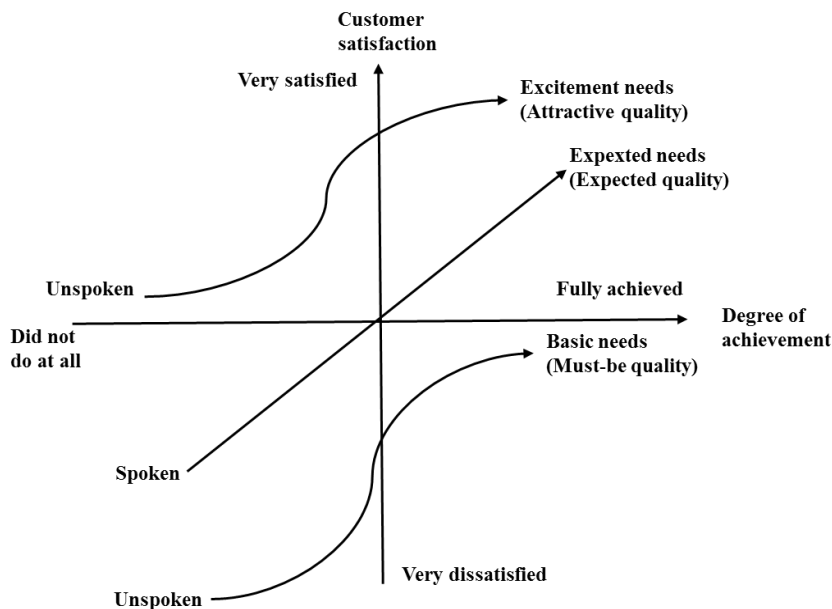 Customer
satisfaction
Very satisfied
Excitement needs
(Attractive quality)
Expexted needs
(Expected quality)
Unspoken
Fully achieved
Did not
do at all
Degree of
achievement
Basic needs
(Must-be quality)
Spoken
Very dissatisfied
Unspoken